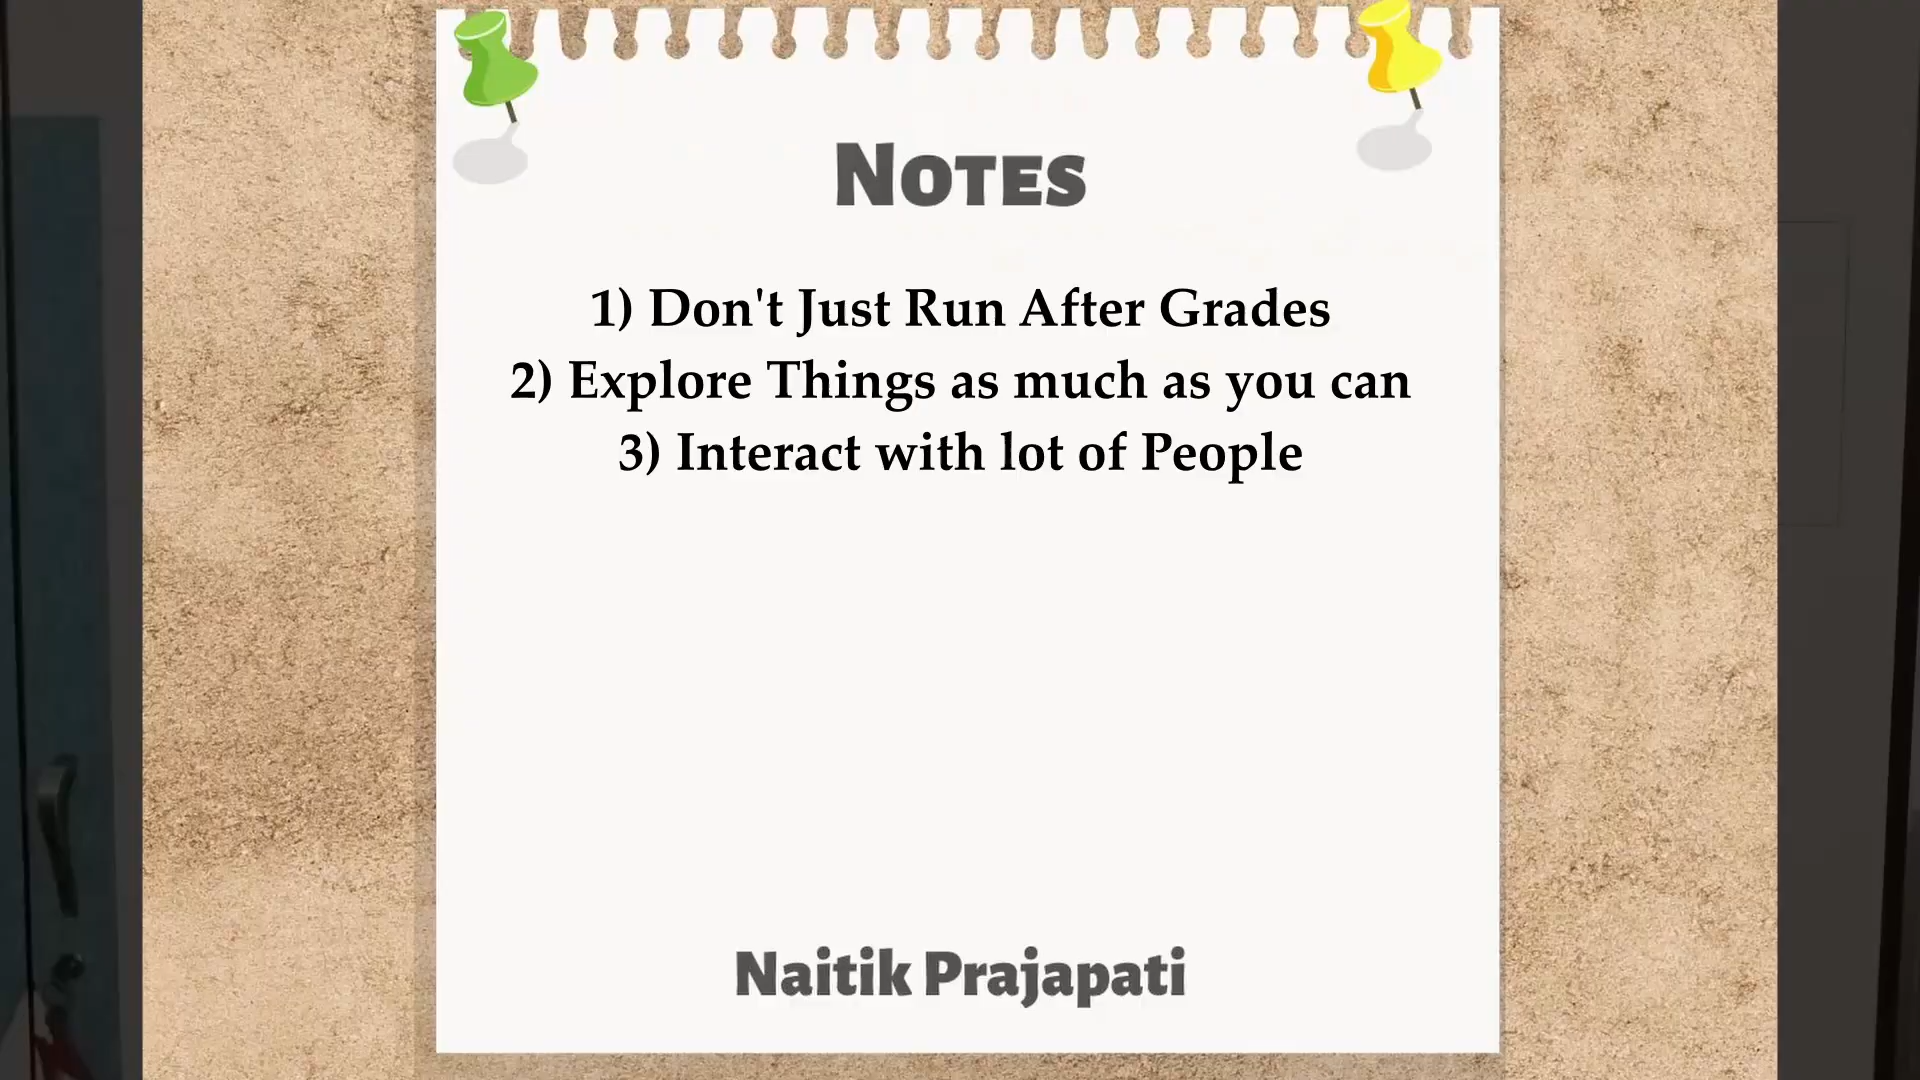 Notes
1) Don't Just Run After Grades
2) Explore Things as much as you can
3) Interact with lot of People
Naitik Prajapati